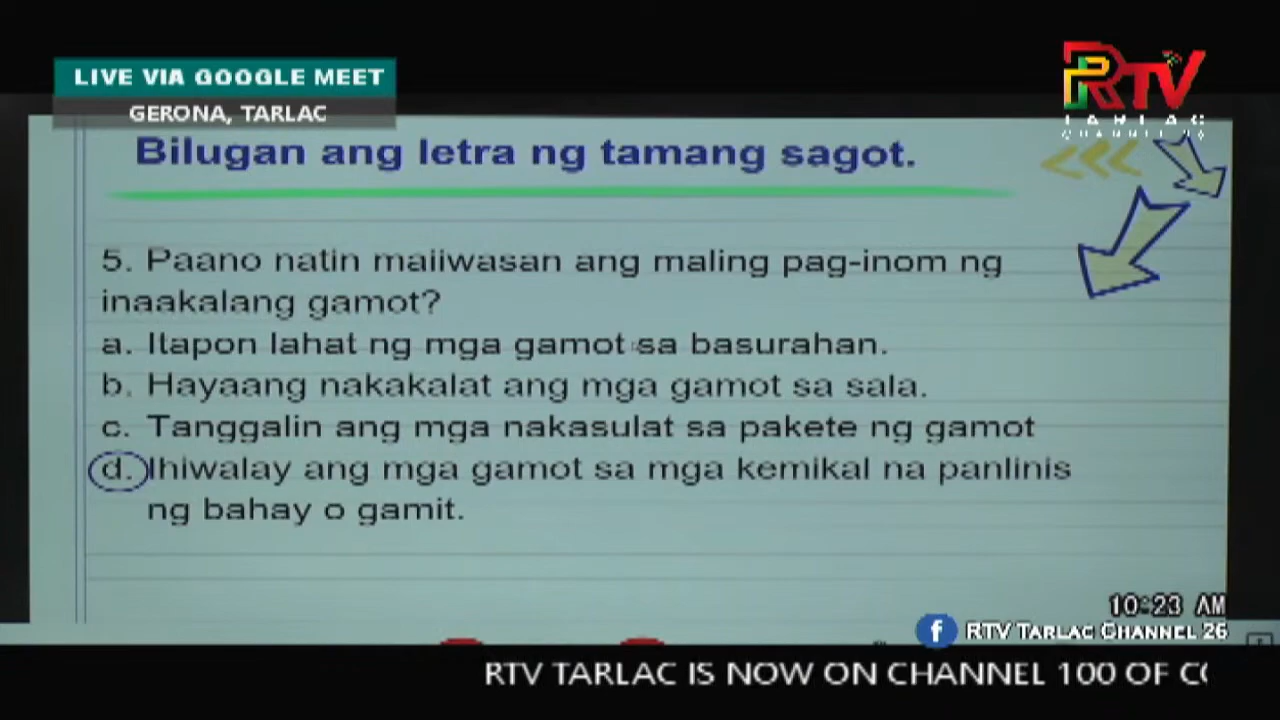 LIVE VIA GOOGLE MEET
GERONA, TARLAC
RTV
TARLAC
CHANNEL 26
Bilugan ang letra ng tamang sagot.
5. Paano natin maiiwasan ang maling pag-inom ng
inaakalang gamot?
a. Itapon lahat ng mga gamot sa basurahan.
b. Hayaang nakakalat ang mga gamot sa sala.
c. Tanggalin ang mga nakasulat sa pakete ng gamot
d. Ihiwalay ang mga gamot sa mga kemikal na panlinis
ng bahay o gamit.
10:23 AM
f RTV TARLAC CHANNEL 26
RTV TARLAC IS NOW ON CHANNEL 100 OF